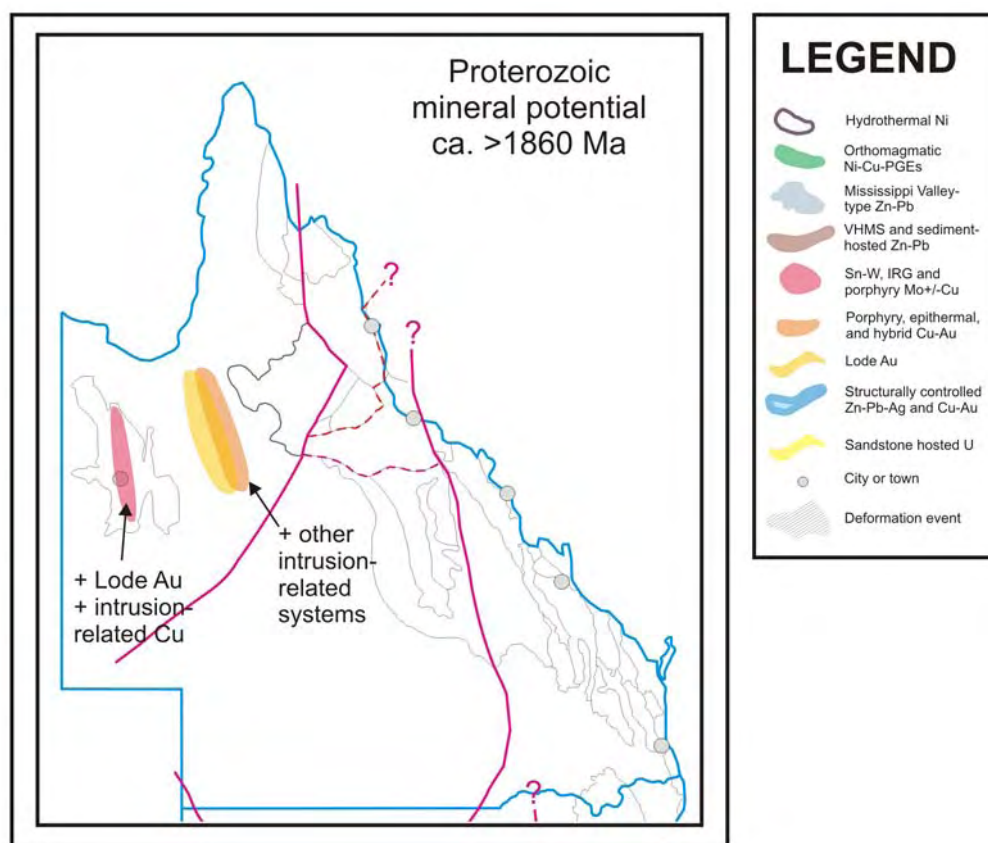 Proterozoic
mineral potential
ca. >1860 Ma
?
?
+ Lode Au
+ intrusion-
related Cu
+ other
intrusion-
related
systems
?
LEGEND
Hydrothermal Ni
Orthomagmatic
Ni-Cu-PGEs
Mississippi Valley-
type Zn-Pb
VHMS and sediment-
hosted Zn-Pb
Sn-W, IRG and
porphyry Mo+/-Cu
Porphyry, epithermal,
and hybrid Cu-Au
Lode Au
Structurally controlled
Zn-Pb-Ag and Cu-Au
Sandstone hosted U
City or town
Deformation event